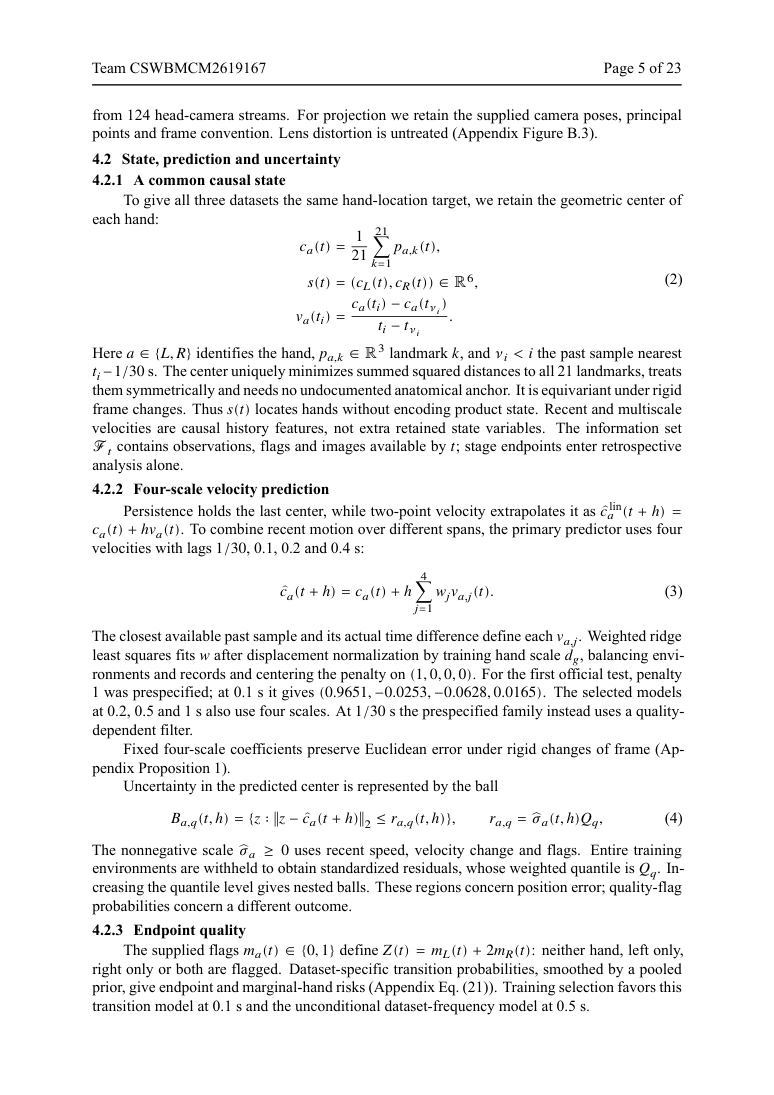 Team CSWBMCM2619167 Page 5 of 23
from 124 head-camera streams. For projection we retain the supplied camera poses, principal
points and frame convention. Lens distortion is untreated (Appendix Figure B.3).
4.2 State, prediction and uncertainty
4.2.1 A common causal state
To give all three datasets the same hand-location target, we retain the geometric center of
each hand:
c_a(t) = \frac{1}{21} \sum_{k=1}^{21} p_{a,k}(t),
s(t) = (c_L(t), c_R(t)) ∈ ℝ^6, (2)
v_a(t_i) = \frac{c_a(t_i) − c_a(t_{ν_i})}{t_i − t_{ν_i}}.
Here a ∈ {L, R} identifies the hand, p_{a,k} ∈ ℝ^3 landmark k, and ν_i < i the past sample nearest
t_i − 1/30 s. The center uniquely minimizes summed squared distances to all 21 landmarks, treats
them symmetrically and needs no undocumented anatomical anchor. It is equivariant under rigid
frame changes. Thus s(t) locates hands without encoding product state. Recent and multiscale
velocities are causal history features, not extra retained state variables. The information set
ℱ_t contains observations, flags and images available by t; stage endpoints enter retrospective
analysis alone.
4.2.2 Four-scale velocity prediction
Persistence holds the last center, while two-point velocity extrapolates it as ĉ_a^{lin}(t + h) =
c_a(t) + hv_a(t). To combine recent motion over different spans, the primary predictor uses four
velocities with lags 1/30, 0.1, 0.2 and 0.4 s:
ĉ_a(t + h) = c_a(t) + h \sum_{j=1}^{4} w_j v_{a,j}(t). (3)
The closest available past sample and its actual time difference define each v_{a,j}. Weighted ridge
least squares fits w after displacement normalization by training hand scale d_g, balancing envi-
ronments and records and centering the penalty on (1, 0, 0, 0). For the first official test, penalty
1 was prespecified; at 0.1 s it gives (0.9651, −0.0253, −0.0628, 0.0165). The selected models
at 0.2, 0.5 and 1 s also use four scales. At 1/30 s the prespecified family instead uses a quality-
dependent filter.
Fixed four-scale coefficients preserve Euclidean error under rigid changes of frame (Ap-
pendix Proposition 1).
Uncertainty in the predicted center is represented by the ball
B_{a,q}(t, h) = {z : ‖z − ĉ_a(t + h)‖_2 ≤ r_{a,q}(t, h)}, r_{a,q} = σ̂_a(t, h)Q_q, (4)
The nonnegative scale σ̂_a ≥ 0 uses recent speed, velocity change and flags. Entire training
environments are withheld to obtain standardized residuals, whose weighted quantile is Q_q. In-
creasing the quantile level gives nested balls. These regions concern position error; quality-flag
probabilities concern a different outcome.
4.2.3 Endpoint quality
The supplied flags m_a(t) ∈ {0, 1} define Z(t) = m_L(t) + 2m_R(t): neither hand, left only,
right only or both are flagged. Dataset-specific transition probabilities, smoothed by a pooled
prior, give endpoint and marginal-hand risks (Appendix Eq. (21)). Training selection favors this
transition model at 0.1 s and the unconditional dataset-frequency model at 0.5 s.